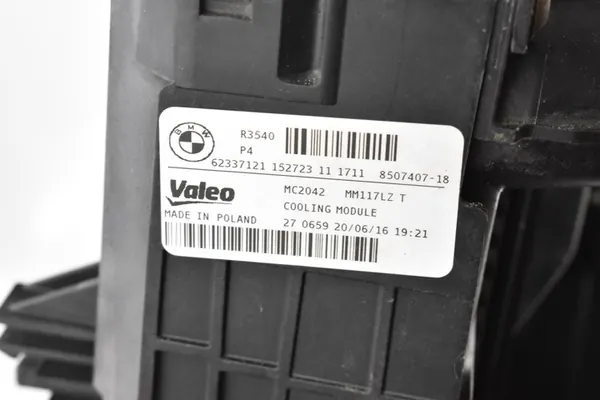 BMW
R3540
P4
62337121 152723 11 1711 8507407-18
Valeo MC2042 MM117LZ T
COOLING MODULE
MADE IN POLAND 27 0659 20/06/16 19:21